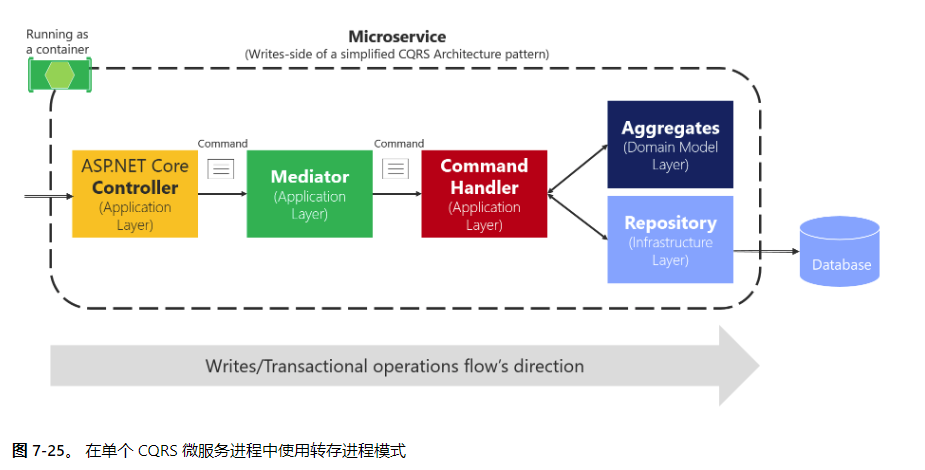 Running as
a container
Microservice
(Writes-side of a simplified CQRS Architecture pattern)
ASP.NET Core
Controller
(Application
Layer)
Command
Mediator
(Application
Layer)
Command
Command
Handler
(Application
Layer)
Aggregates
(Domain Model
Layer)
Repository
(Infrastructure
Layer)
Database
Writes/Transactional operations flow's direction
图 7-25。 在单个 CQRS 微服务进程中使用转存进程模式